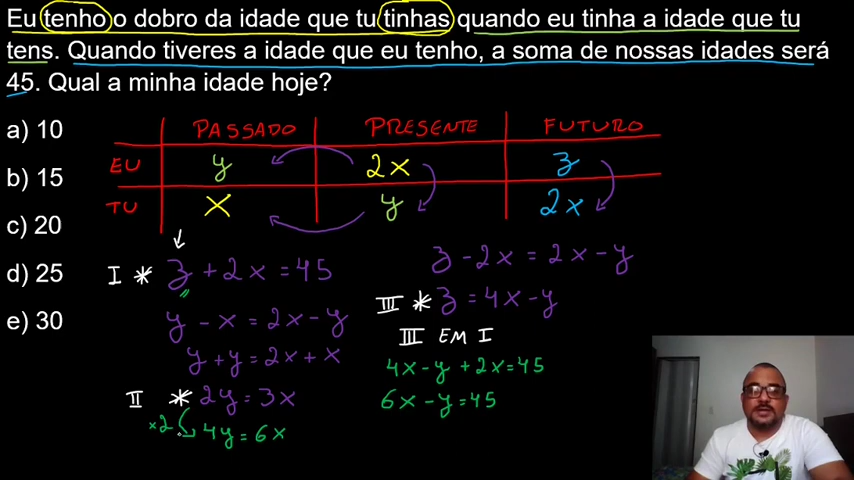 Eu tenho o dobro da idade que tu tinhas quando eu tinha a idade que tu
tens. Quando tiveres a idade que eu tenho, a soma de nossas idades será
45. Qual a minha idade hoje?
a) 10
b) 15
c) 20
d) 25
e) 30
PASSADO PRESENTE FUTURO
EU y 2x z
TU x y 2x
I * z + 2x = 45
y - x = 2x - y
y + y = 2x + x
II * 2y = 3x
x2 4y = 6x
z - 2x = 2x - y
III * z = 4x - y
III EM I
4x - y + 2x = 45
6x - y = 45